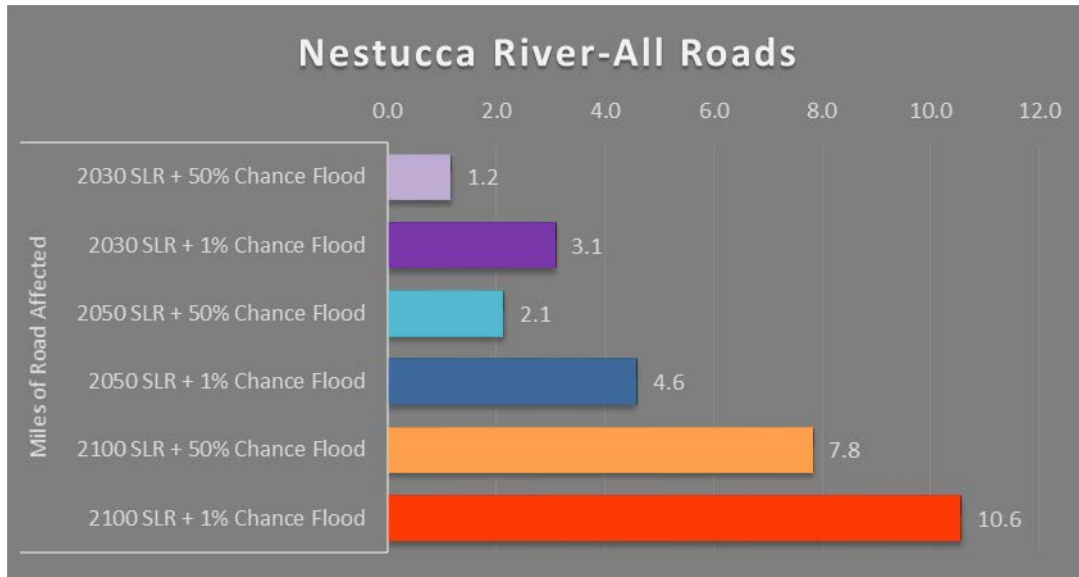 Nestucca River-All Roads
0.0 2.0 4.0 6.0 8.0 10.0 12.0
Miles of Road Affected
2030 SLR + 50% Chance Flood 1.2
2030 SLR + 1% Chance Flood 3.1
2050 SLR + 50% Chance Flood 2.1
2050 SLR + 1% Chance Flood 4.6
2100 SLR + 50% Chance Flood 7.8
2100 SLR + 1% Chance Flood 10.6